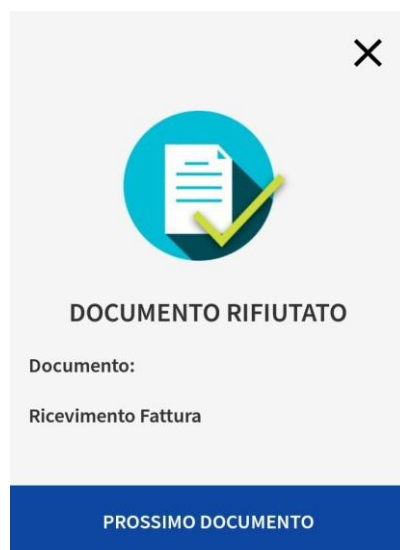 DOCUMENTO RIFIUTATO
Documento:
Ricevimento Fattura
PROSSIMO DOCUMENTO